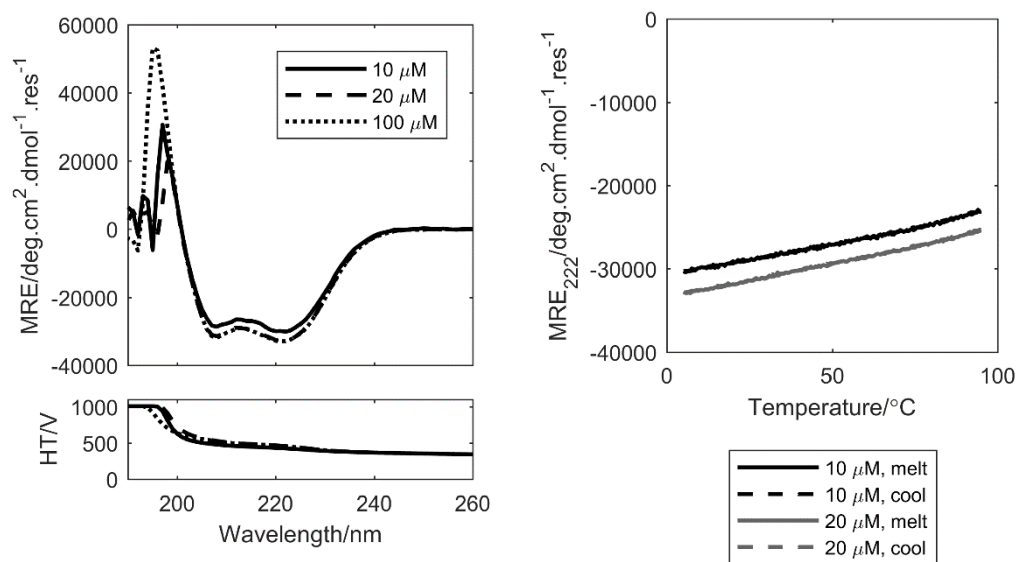 MRE/deg.cm².dmol⁻¹.res⁻¹
60000
40000
20000
0
-20000
-40000
10 μM
20 μM
100 μM
HT/V
1000
500
0
200
220
240
260
Wavelength/nm
MRE₂₂₂/deg.cm².dmol⁻¹.res⁻¹
0
-10000
-20000
-30000
-40000
0
50
100
Temperature/°C
10 μM, melt
10 μM, cool
20 μM, melt
20 μM, cool